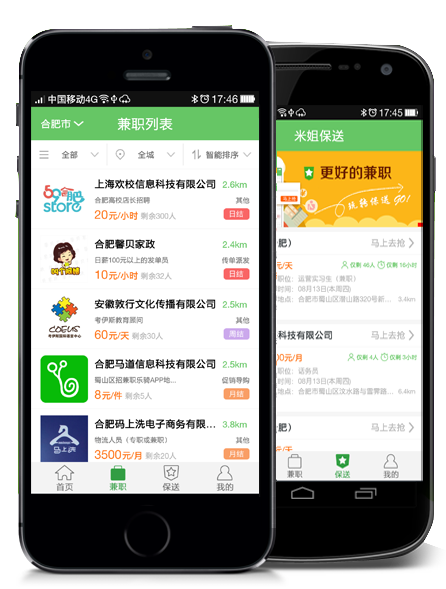 中国移动4G 17:46
合肥市 兼职列表
全部 全城 智能排序
上海欢校信息科技有限公司 2.6km
合肥高校店长招聘 其他
20元/小时 剩余300人 日结
合肥馨贝家政 2.4km
日薪100元以上的发单员 传单派发
10元/小时 剩余32人 日结
安徽敦行文化传播有限公司 2.5km
考伊斯教育顾问 其他
60元/天 剩余30人 周结
合肥马道信息科技有限公司 2.5km
蜀山区招兼职乐骑APP地... 促销导购
8元/件 剩余5人 月结
合肥码上洗电子商务有限... 3.8km
物流人员（专职或兼职） 其他
3500元/月 剩余20人 月结
首页 兼职 保送 我的
59 合肥
store
COEUS
马上洗
17:45
米姐保送
更好的兼职
GO!
肥） 马上去抢
元/天 仅剩 46人 仅剩 16小时
职位：运营实习生（兼职）
时间：08月13日(本周四)
地点：合肥市蜀山区潜山路320号新... 3.4km
科技有限公司 马上去抢
00元/月 仅剩 4人 仅剩 3小时
职位：话务员
时间：08月13日(本周四)
地点：合肥市蜀山区汶水路与雪霁路...
肥） 马上去抢
兼职 保送 我的